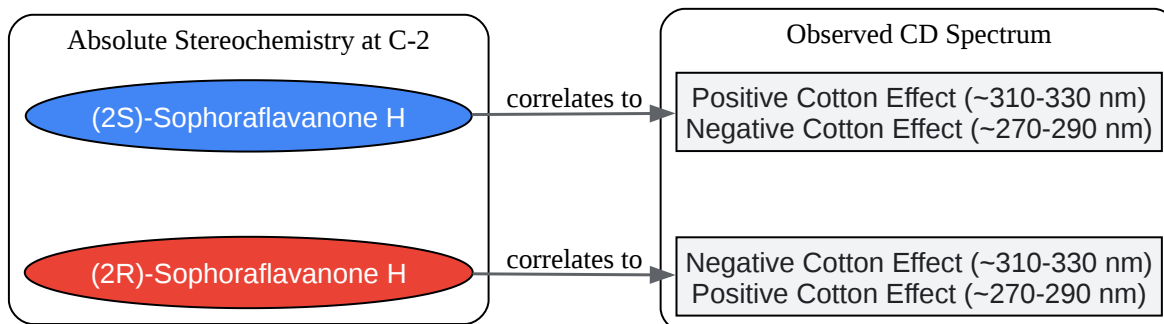 Absolute Stereochemistry at C-2
Observed CD Spectrum
(2S)-Sophoraflavanone H
correlates to
Positive Cotton Effect (~310-330 nm)
Negative Cotton Effect (~270-290 nm)
(2R)-Sophoraflavanone H
correlates to
Negative Cotton Effect (~310-330 nm)
Positive Cotton Effect (~270-290 nm)